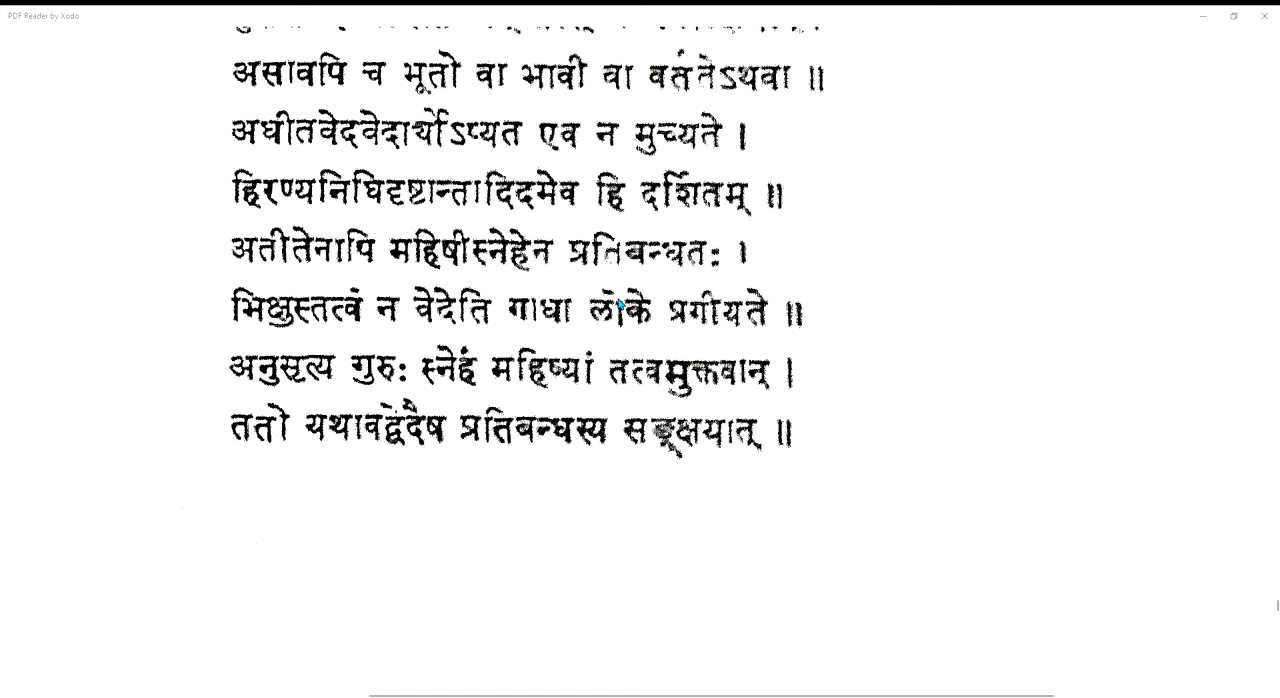 PDF Reader by Xodo
असावपि च भूतो वा भावी वा वर्ततेऽथवा ॥
अधीतवेदवेदार्थोऽप्यत एव न मुच्यते ।
हिरण्यनिधिदृष्टान्तादिदमेव हि दर्शितम् ॥
अतीतेनापि महिषीस्नेहेन प्रतिबन्धतः ।
भिक्षुस्तत्वं न वेदेति गाधा लोके प्रगीयते ॥
अनुसृत्य गुरुः स्नेहं महिष्यां तत्वमुक्तवान् ।
ततो यथावद्वेदैष प्रतिबन्धस्य सङ्क्षयात् ॥